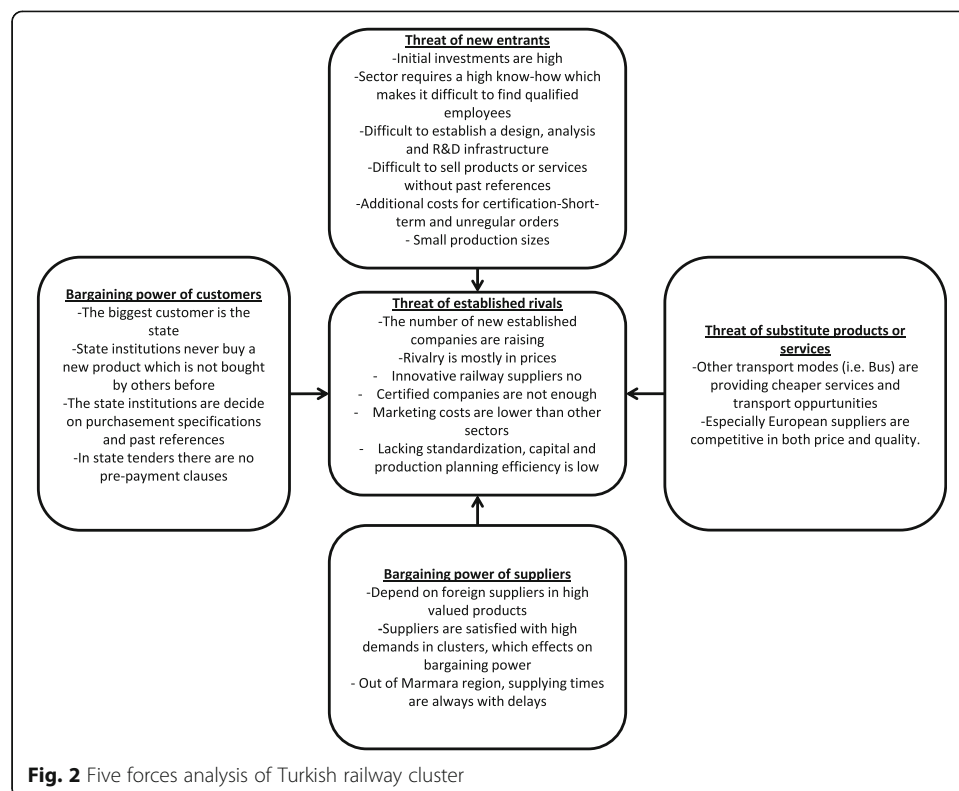 Threat of new entrants
-Initial investments are high
-Sector requires a high know-how which
makes it difficult to find qualified
employees
-Difficult to establish a design, analysis
and R&D infrastructure
-Difficult to sell products or services
without past references
-Additional costs for certification-Short-
term and unregular orders
- Small production sizes
Bargaining power of customers
-The biggest customer is the
state
-State institutions never buy a
new product which is not bought
by others before
-The state institutions are decide
on purchasement specifications
and past references
-In state tenders there are no
pre-payment clauses
Threat of established rivals
-The number of new established
companies are raising
-Rivalry is mostly in prices
- Innovative railway suppliers no
- Certified companies are not enough
- Marketing costs are lower than other
sectors
- Lacking standardization, capital and
production planning efficiency is low
Threat of substitute products or
services
-Other transport modes (i.e. Bus) are
providing cheaper services and
transport oppurtunities
-Especially European suppliers are
competitive in both price and quality.
Bargaining power of suppliers
-Depend on foreign suppliers in high
valued products
-Suppliers are satisfied with high
demands in clusters, which effects on
bargaining power
- Out of Marmara region, supplying times
are always with delays
Fig. 2 Five forces analysis of Turkish railway cluster